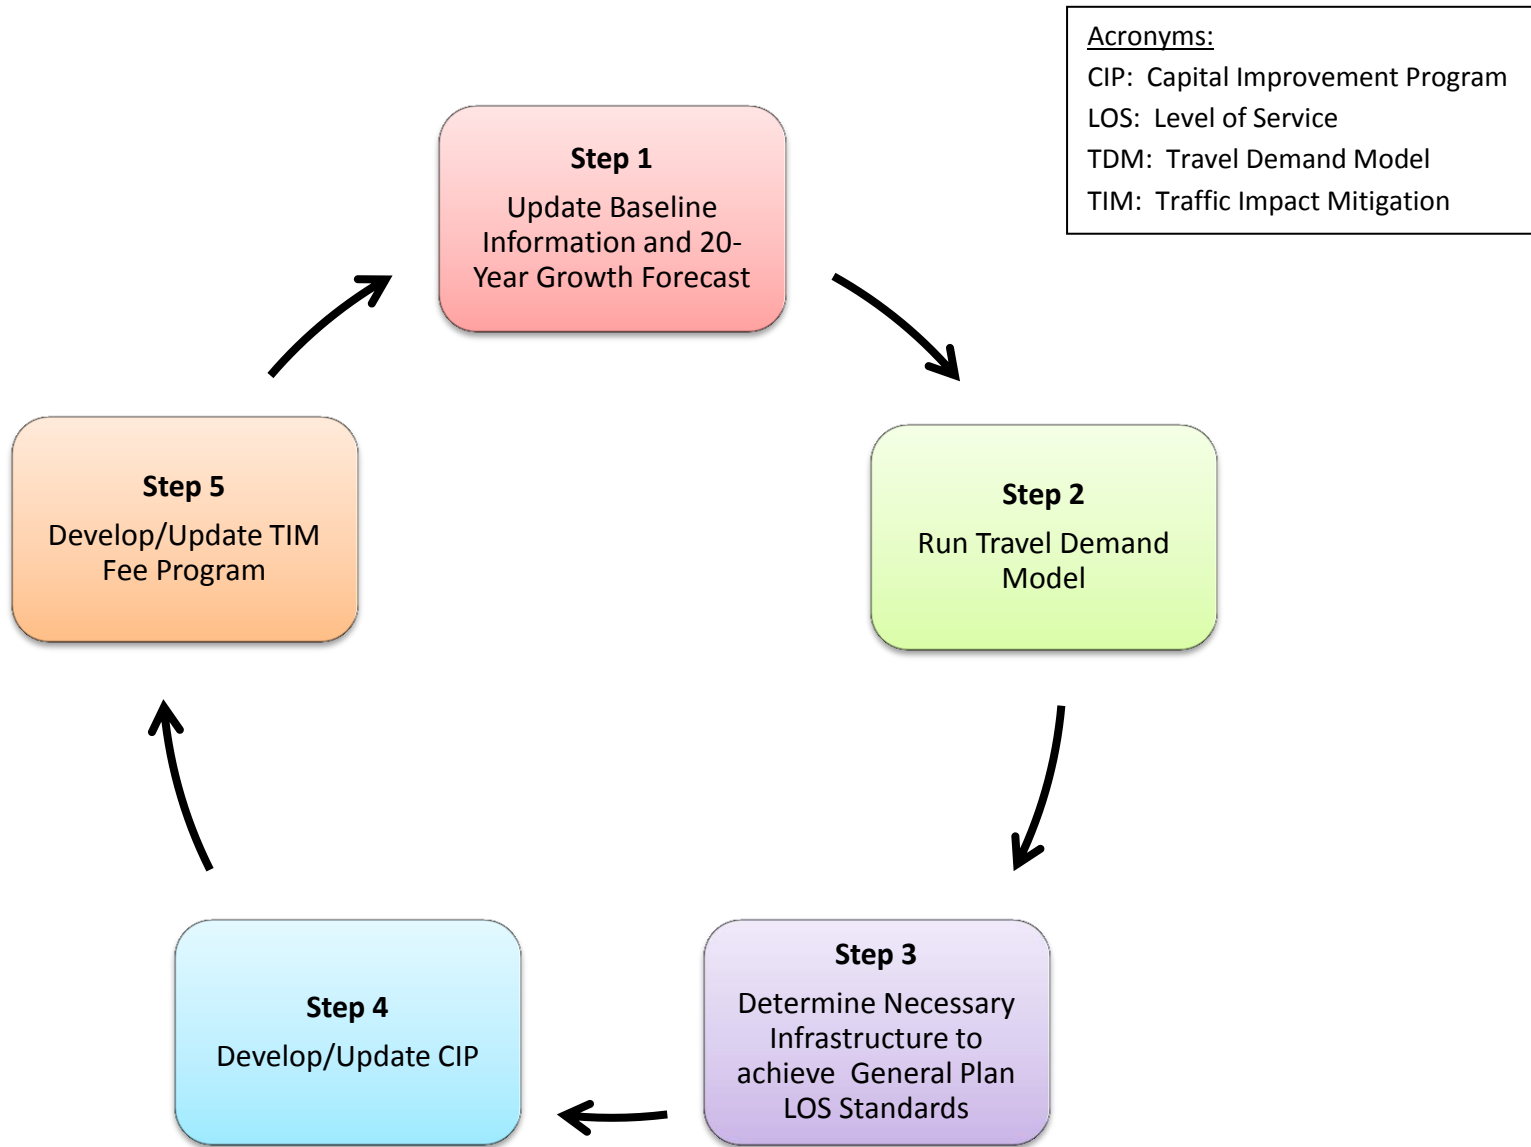 Acronyms:
CIP:  Capital Improvement Program
LOS:  Level of Service
TDM:  Travel Demand Model
TIM:  Traffic Impact Mitigation
Step 1
Update Baseline
Information and 20-
Year Growth Forecast
Step 2
Run Travel Demand
Model
Step 3
Determine Necessary
Infrastructure to
achieve  General Plan
LOS Standards
Step 4
Develop/Update CIP
Step 5
Develop/Update TIM
Fee Program